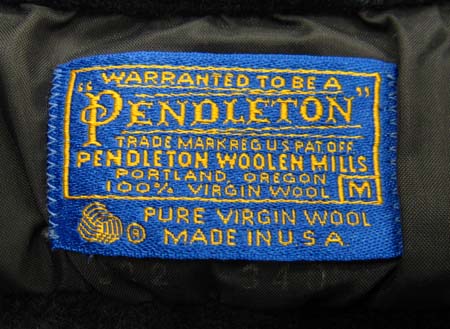 WARRANTED TO BE A
"PENDLETON"
TRADE MARK REG U S PAT OFF
PENDLETON WOOLEN MILLS
PORTLAND, OREGON
100% VIRGIN WOOL M
® PURE VIRGIN WOOL
MADE IN U.S.A.